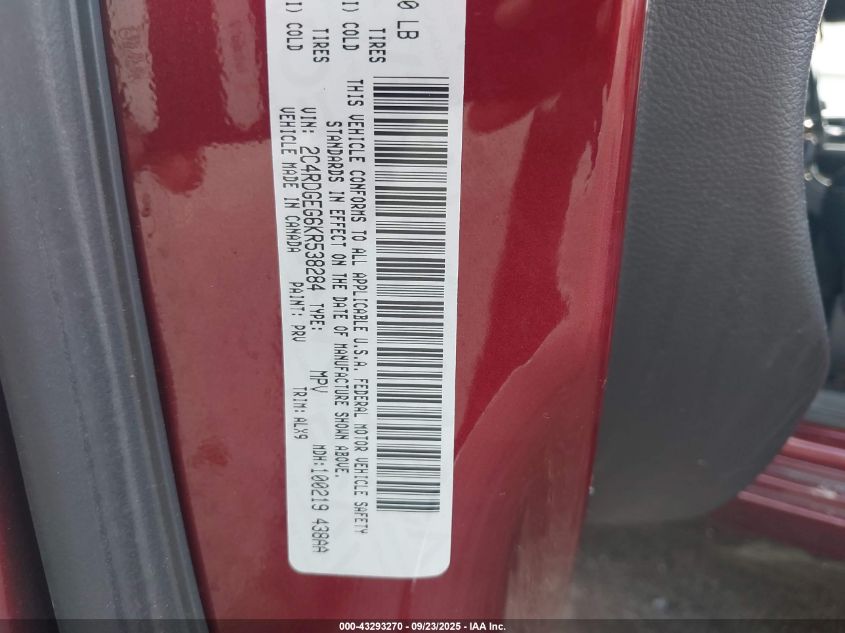 0 LB
TIRES
I) COLD
TIRES
I) COLD
THIS VEHICLE CONFORMS TO ALL APPLICABLE U.S.A. FEDERAL MOTOR VEHICLE SAFETY
STANDARDS IN EFFECT ON THE DATE OF MANUFACTURE SHOWN ABOVE.
VIN: 2C4RDGEG6KR538284 TYPE: MPV MDH:100219 438AA
VEHICLE MADE IN CANADA PAINT: PRV TRIM:ALX9
000-43293270 - 09/23/2025 - IAA Inc.